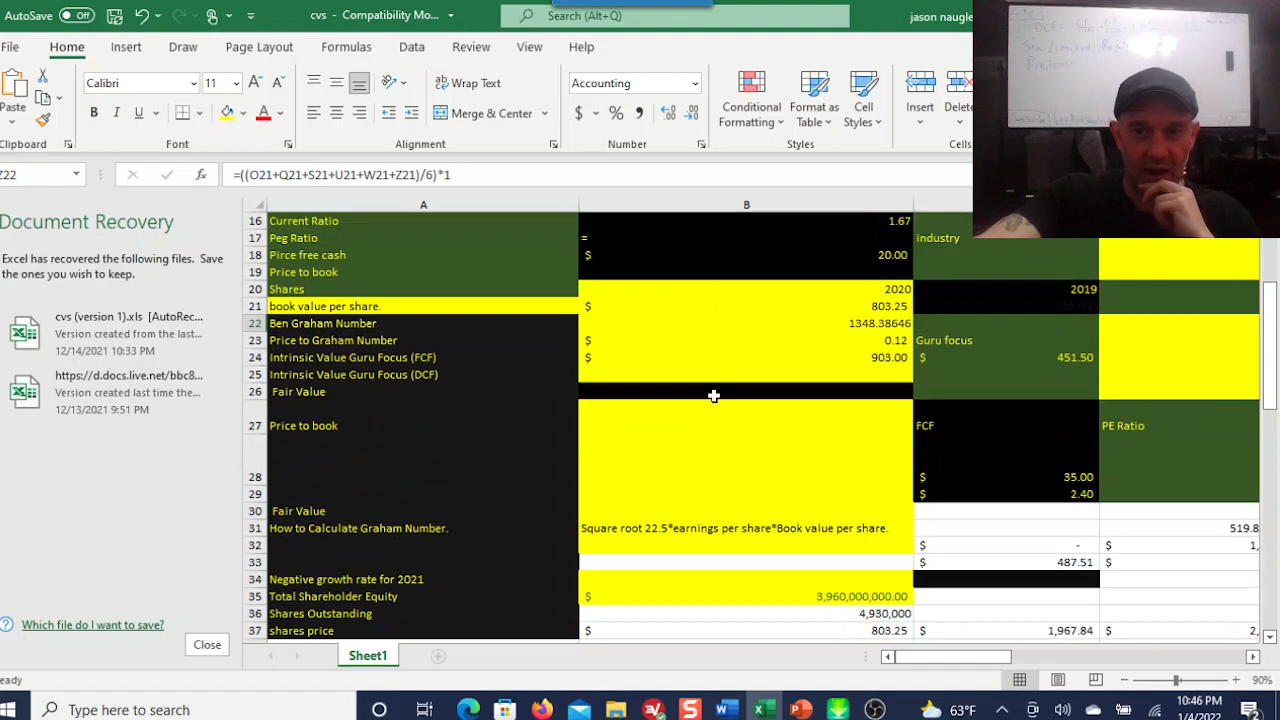 AutoSave Off cvs - Compatibility Mo... Search (Alt+Q) jason naugle
File Home Insert Draw Page Layout Formulas Data Review View Help
Paste Calibri 11 Wrap Text Accounting Conditional Formatting Format as Table Cell Styles Insert Delete
Merge & Center
Clipboard Font Alignment Number Styles Cells
Z22 fx =((O21+Q21+S21+U21+W21+Z21)/6)*1
A B
Document Recovery
Excel has recovered the following files. Save the ones you wish to keep.
cvs (version 1).xls [AutoRec...
Version created from the last...
12/14/2021 10:33 PM
https://d.docs.live.net/bbc8...
Version created last time the...
12/13/2021 9:51 PM
Which file do I want to save?
Close
16 Current Ratio 1.67
17 Peg Ratio = industry
18 Pirce free cash $ 20.00
19 Price to book
20 Shares 2020 2019
21 book value per share. $ 803.25
22 Ben Graham Number 1348.38646
23 Price to Graham Number $ 0.12 Guru focus
24 Intrinsic Value Guru Focus (FCF) $ 903.00 $ 451.50
25 Intrinsic Value Guru Focus (DCF)
26 Fair Value
27 Price to book FCF PE Ratio
28 $ 35.00
29 $ 2.40
30 Fair Value
31 How to Calculate Graham Number. Square root 22.5*earnings per share*Book value per share. 519.8
32 $ - $ 1,
33 $ 487.51 $
34 Negative growth rate for 2021
35 Total Shareholder Equity $ 3,960,000,000.00
36 Shares Outstanding 4,930,000
37 shares price $ 803.25 $ 1,967.84 $ 2,
Sheet1
eady 90%
Type here to search 63°F 10:46 PM
1/4/2022